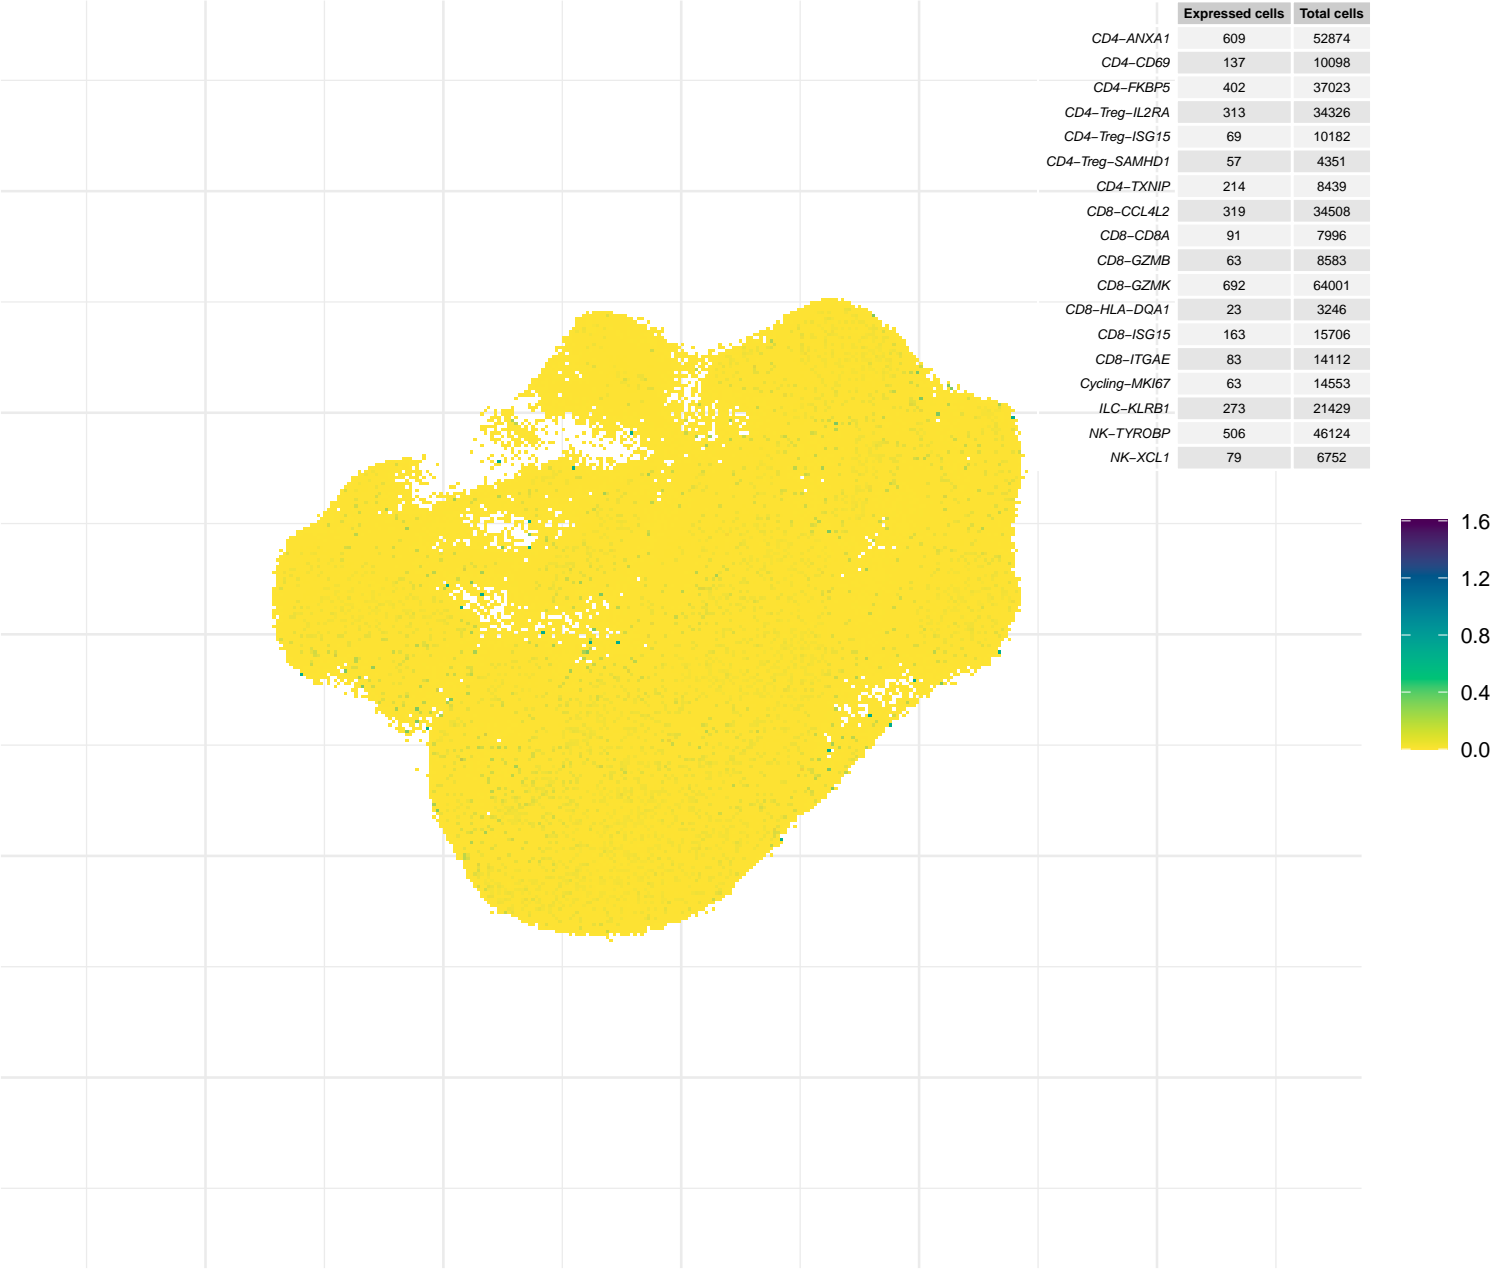 Expressed cells Total cells
CD4−ANXA1 609 52874
CD4−CD69 137 10098
CD4−FKBP5 402 37023
CD4−Treg−IL2RA 313 34326
CD4−Treg−ISG15 69 10182
CD4−Treg−SAMHD1 57 4351
CD4−TXNIP 214 8439
CD8−CCL4L2 319 34508
CD8−CD8A 91 7996
CD8−GZMB 63 8583
CD8−GZMK 692 64001
CD8−HLA−DQA1 23 3246
CD8−ISG15 163 15706
CD8−ITGAE 83 14112
Cycling−MKI67 63 14553
ILC−KLRB1 273 21429
NK−TYROBP 506 46124
NK−XCL1 79 6752
1.6
1.2
0.8
0.4
0.0